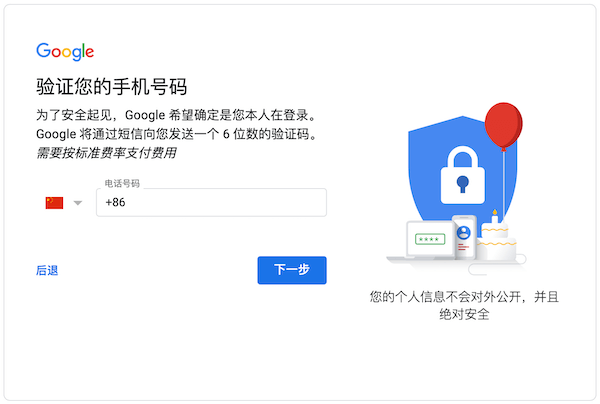 Google
验证您的手机号码
为了安全起见，Google 希望确定是您本人在登录。
Google 将通过短信向您发送一个 6 位数的验证码。
需要按标准费率支付费用
电话号码
+86
****
后退
下一步
您的个人信息不会对外公开，并且
绝对安全